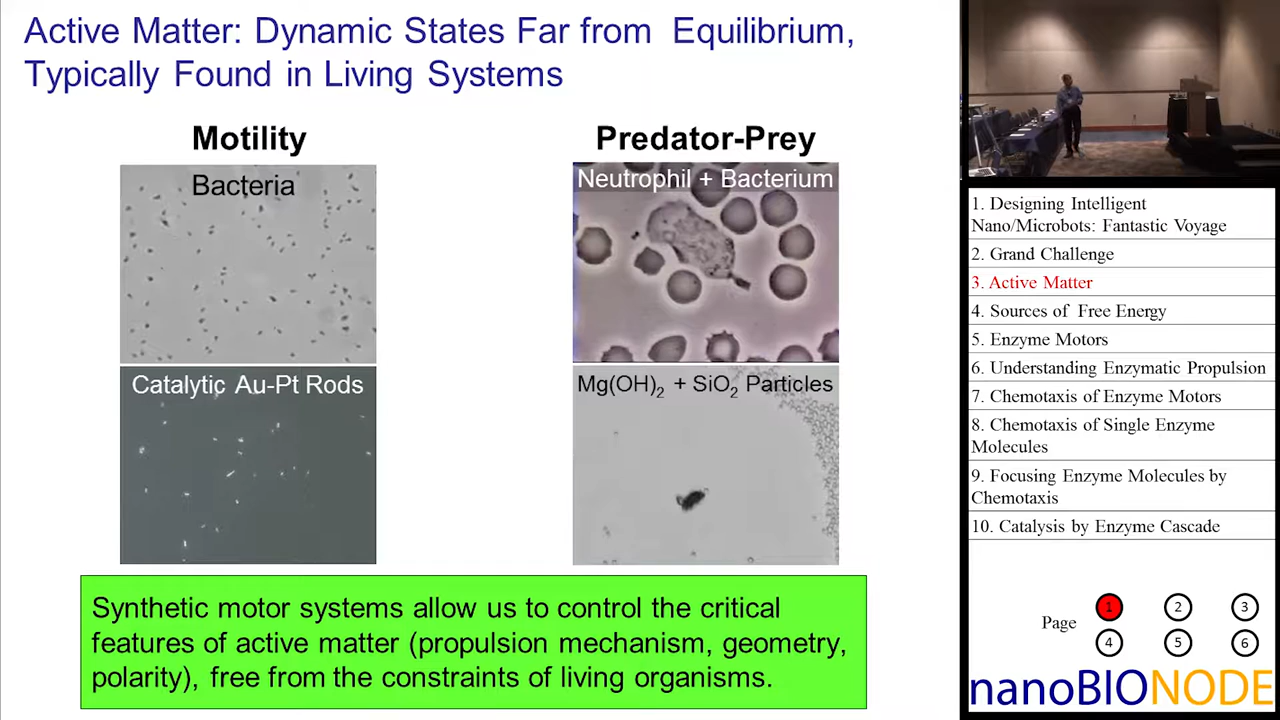 Active Matter: Dynamic States Far from Equilibrium,
Typically Found in Living Systems
Motility
Bacteria
Catalytic Au-Pt Rods
Predator-Prey
Neutrophil + Bacterium
Mg(OH)₂ + SiO₂ Particles
Synthetic motor systems allow us to control the critical
features of active matter (propulsion mechanism, geometry,
polarity), free from the constraints of living organisms.
1. Designing Intelligent
Nano/Microbots: Fantastic Voyage
2. Grand Challenge
3. Active Matter
4. Sources of Free Energy
5. Enzyme Motors
6. Understanding Enzymatic Propulsion
7. Chemotaxis of Enzyme Motors
8. Chemotaxis of Single Enzyme
Molecules
9. Focusing Enzyme Molecules by
Chemotaxis
10. Catalysis by Enzyme Cascade
Page
1 2 3
4 5 6
nanoBIONODE